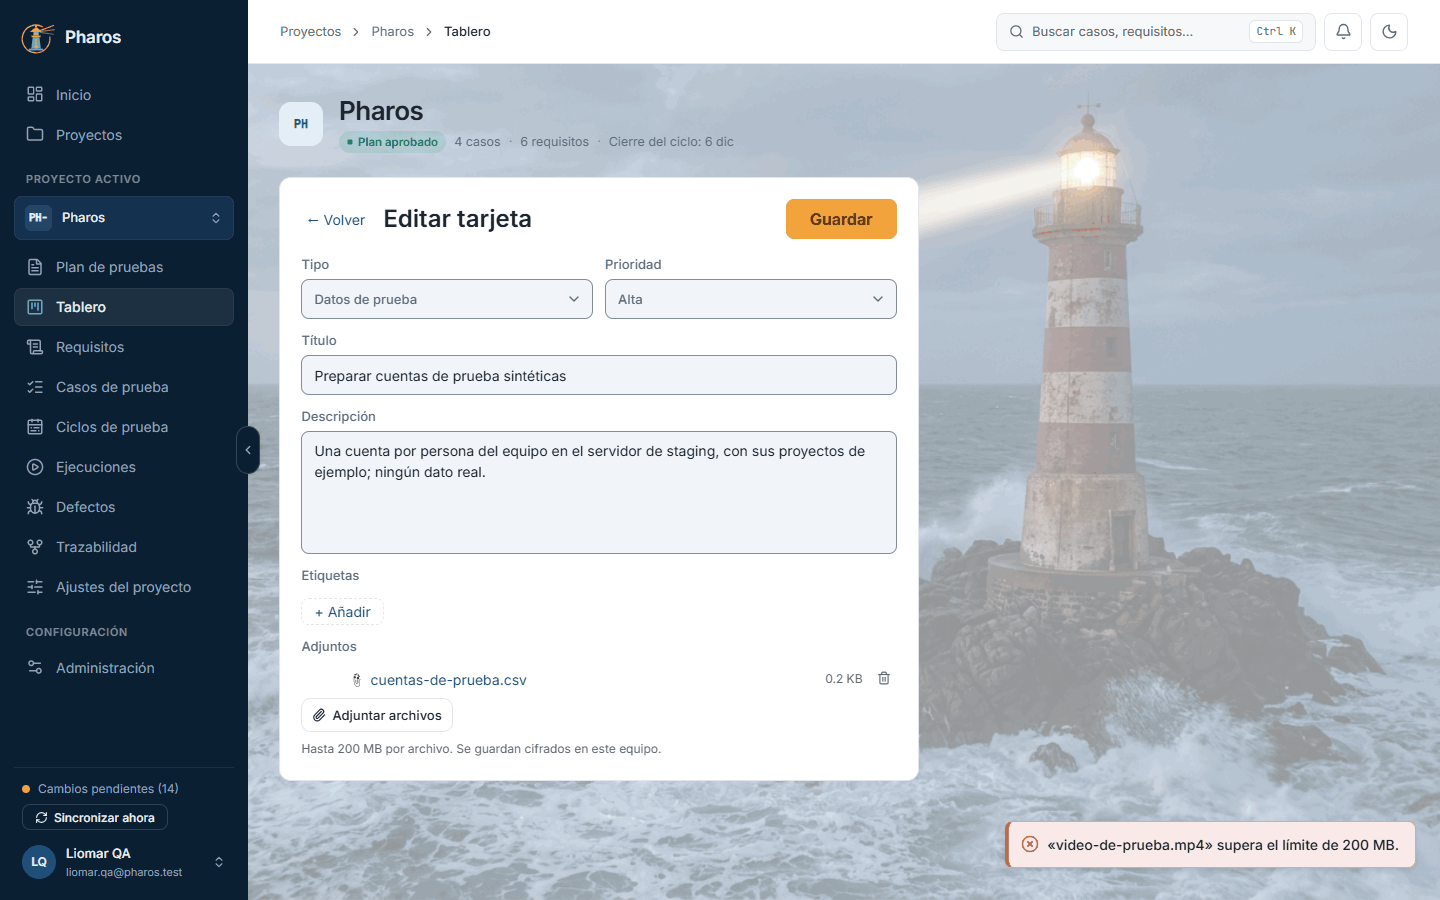 Pharos
Inicio
Proyectos
PROYECTO ACTIVO
PH- Pharos
Plan de pruebas
Tablero
Requisitos
Casos de prueba
Ciclos de prueba
Ejecuciones
Defectos
Trazabilidad
Ajustes del proyecto
CONFIGURACIÓN
Administración
Cambios pendientes (14)
Sincronizar ahora
LQ
Liomar QA
liomar.qa@pharos.test
Proyectos > Pharos > Tablero
Buscar casos, requisitos... Ctrl K
PH
Pharos
Plan aprobado 4 casos · 6 requisitos · Cierre del ciclo: 6 dic
← Volver Editar tarjeta Guardar
Tipo Prioridad
Datos de prueba Alta
Título
Preparar cuentas de prueba sintéticas
Descripción
Una cuenta por persona del equipo en el servidor de staging, con sus proyectos de
ejemplo; ningún dato real.
Etiquetas
+ Añadir
Adjuntos
cuentas-de-prueba.csv 0.2 KB
Adjuntar archivos
Hasta 200 MB por archivo. Se guardan cifrados en este equipo.
«video-de-prueba.mp4» supera el límite de 200 MB.